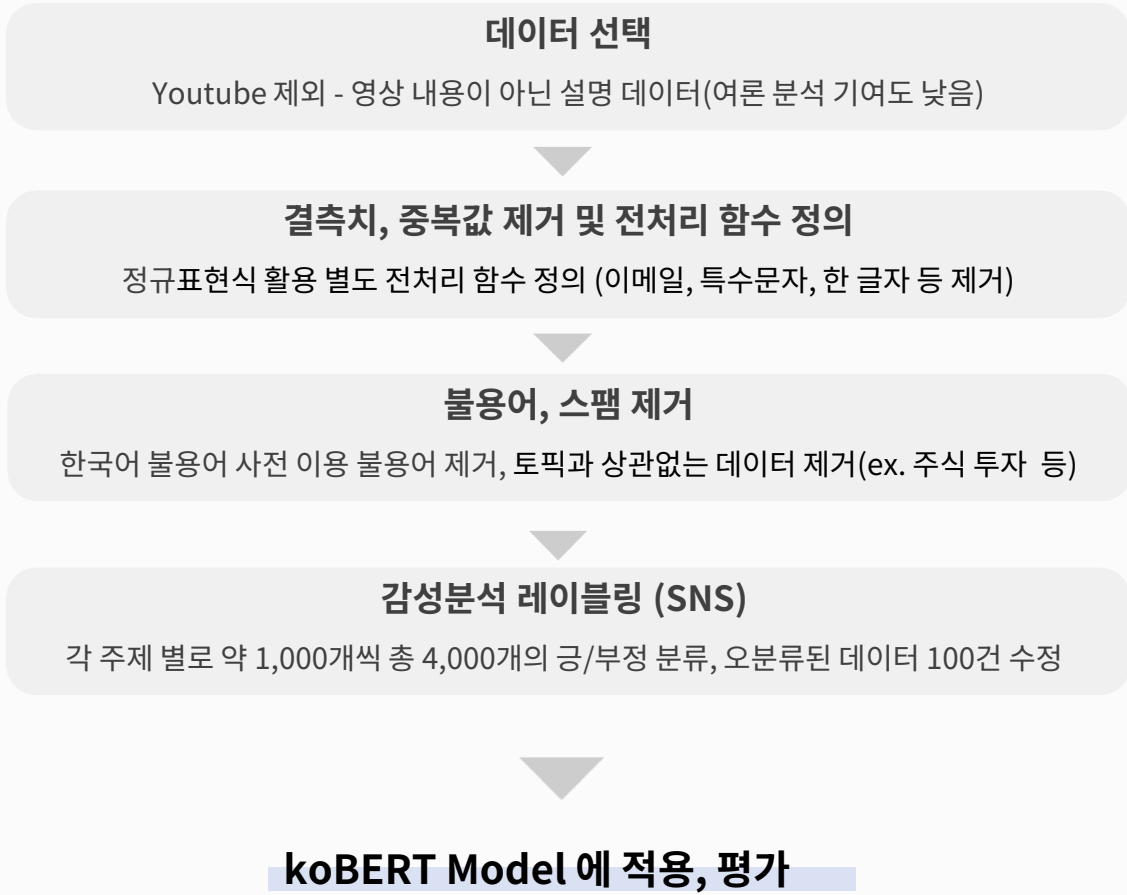 데이터 선택
Youtube 제외 - 영상 내용이 아닌 설명 데이터(여론 분석 기여도 낮음)
결측치, 중복값 제거 및 전처리 함수 정의
정규표현식 활용 별도 전처리 함수 정의 (이메일, 특수문자, 한 글자 등 제거)
불용어, 스팸 제거
한국어 불용어 사전 이용 불용어 제거, 토픽과 상관없는 데이터 제거(ex. 주식 투자 등)
감성분석 레이블링 (SNS)
각 주제 별로 약 1,000개씩 총 4,000개의 긍/부정 분류, 오분류된 데이터 100건 수정
koBERT Model 에 적용, 평가